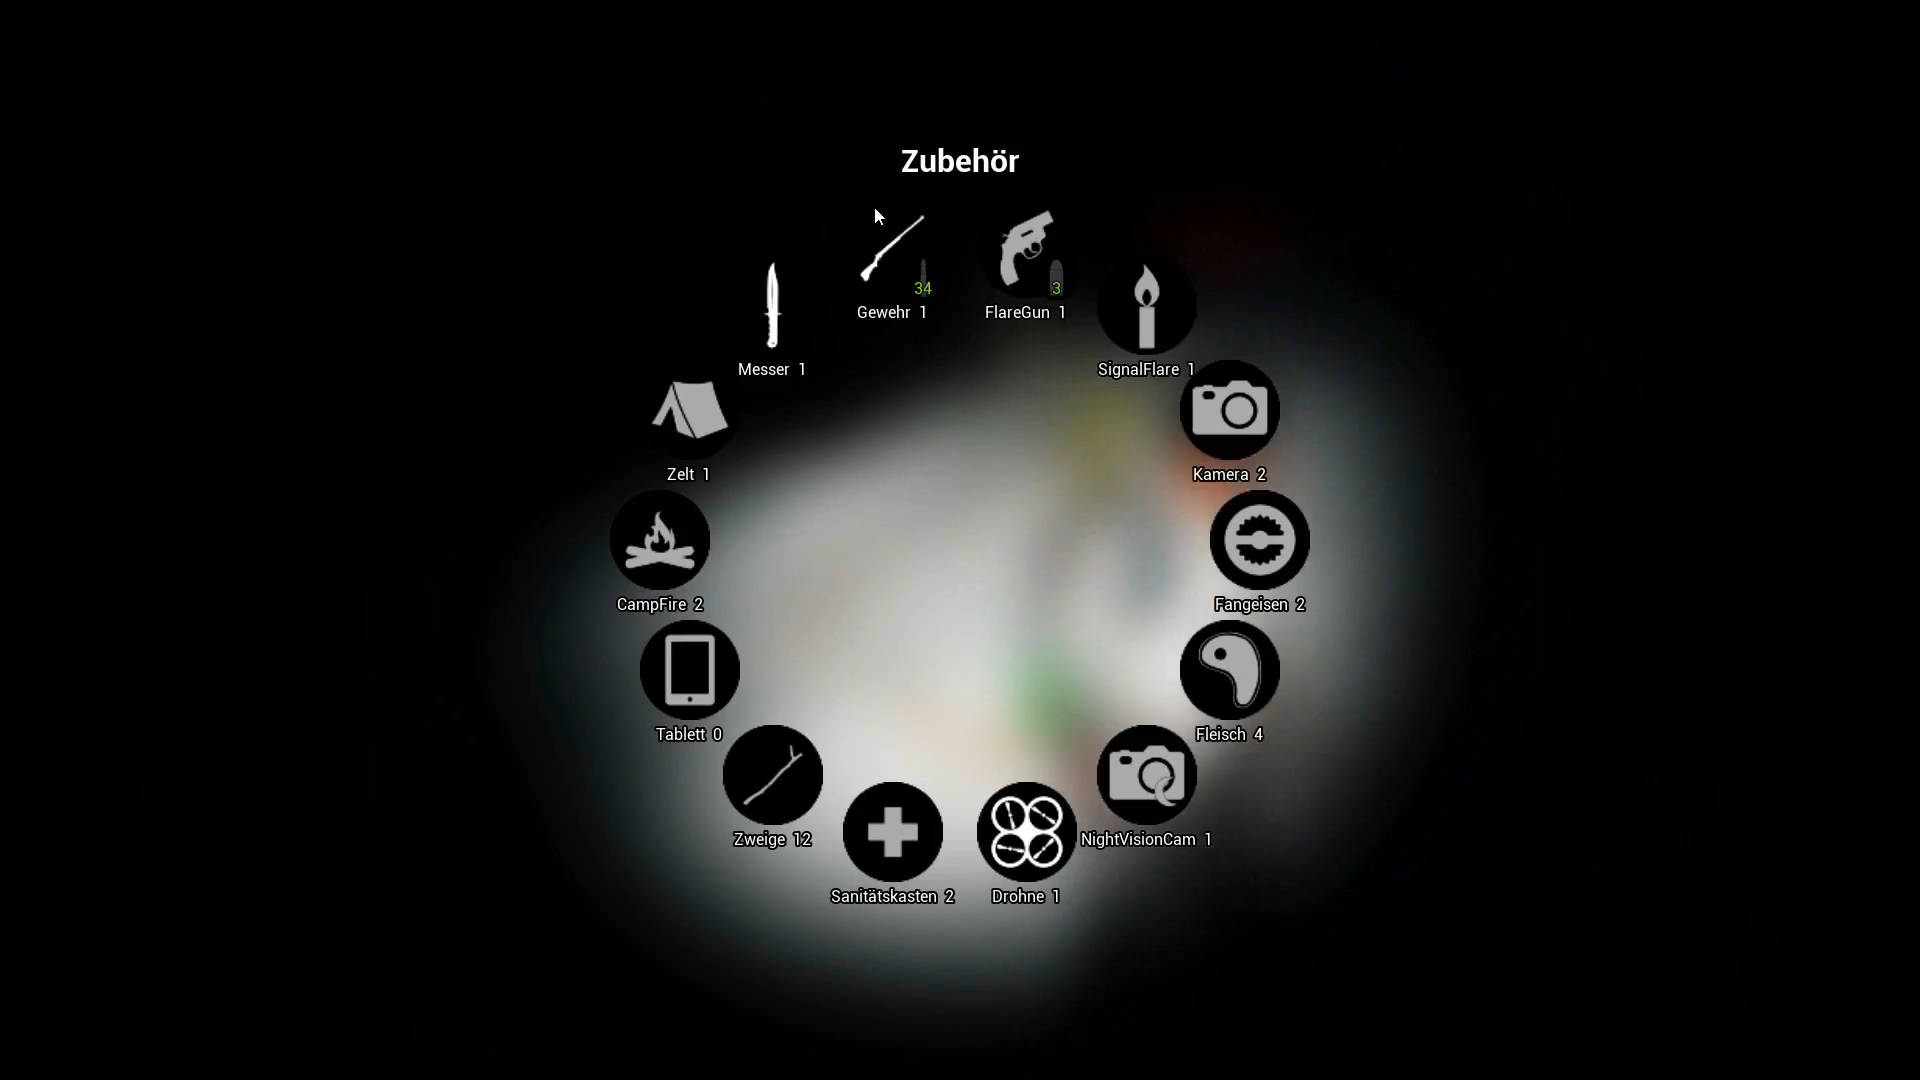 Zubehör
34
Gewehr 1
3
FlareGun 1
Messer 1
SignalFlare 1
Zelt 1
Kamera 2
CampFire 2
Fangeisen 2
Tablett 0
Fleisch 4
Zweige 12
NightVisionCam 1
Sanitätskasten 2
Drohne 1